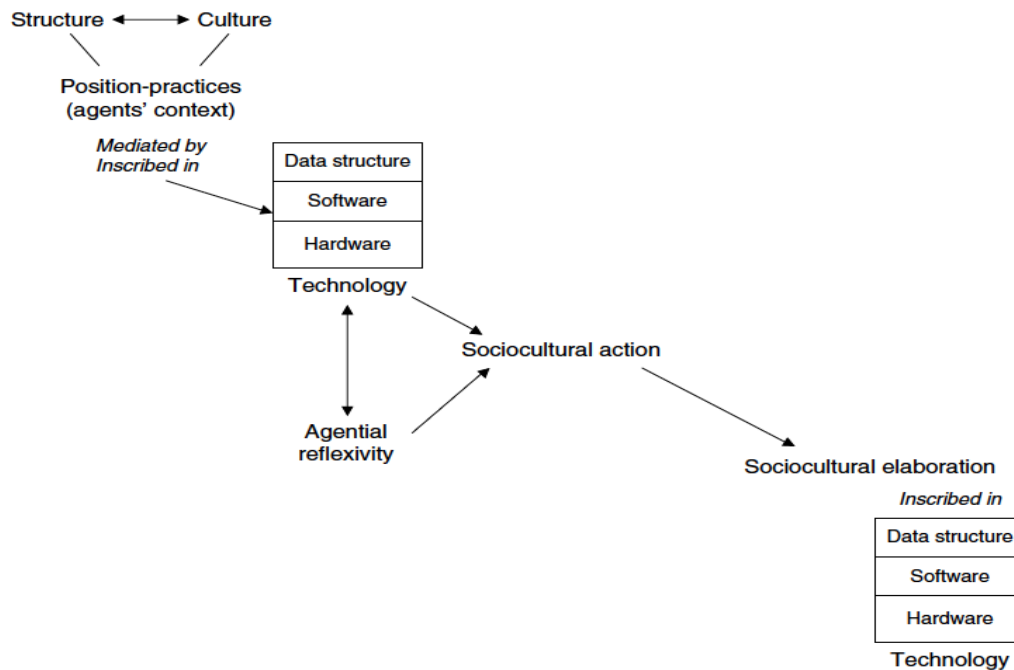 Structure
Culture
Position-practices
(agents' context)
Mediated by
Inscribed in
Data structure
Software
Hardware
Technology
Sociocultural action
Agential
reflexivity
Sociocultural elaboration
Inscribed in
Data structure
Software
Hardware
Technology